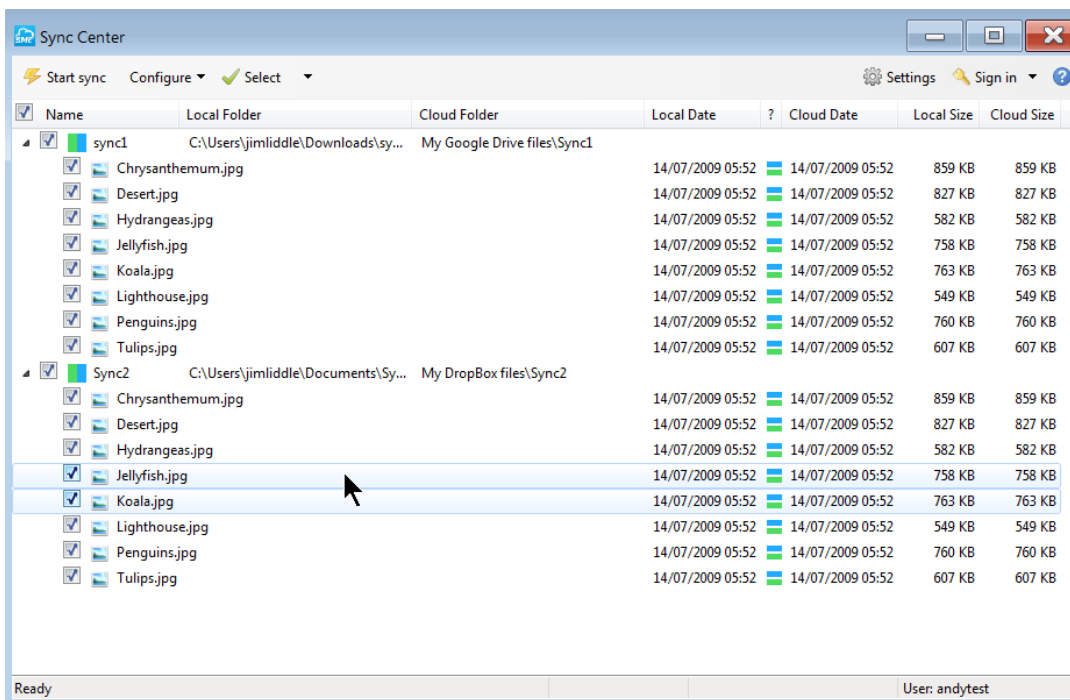 SME Sync Center
Start sync Configure Select Settings Sign in ?
Name Local Folder Cloud Folder Local Date ? Cloud Date Local Size Cloud Size
sync1 C:\Users\jimliddle\Downloads\sy... My Google Drive files\Sync1
Chrysanthemum.jpg 14/07/2009 05:52 14/07/2009 05:52 859 KB 859 KB
Desert.jpg 14/07/2009 05:52 14/07/2009 05:52 827 KB 827 KB
Hydrangeas.jpg 14/07/2009 05:52 14/07/2009 05:52 582 KB 582 KB
Jellyfish.jpg 14/07/2009 05:52 14/07/2009 05:52 758 KB 758 KB
Koala.jpg 14/07/2009 05:52 14/07/2009 05:52 763 KB 763 KB
Lighthouse.jpg 14/07/2009 05:52 14/07/2009 05:52 549 KB 549 KB
Penguins.jpg 14/07/2009 05:52 14/07/2009 05:52 760 KB 760 KB
Tulips.jpg 14/07/2009 05:52 14/07/2009 05:52 607 KB 607 KB
Sync2 C:\Users\jimliddle\Documents\Sy... My DropBox files\Sync2
Chrysanthemum.jpg 14/07/2009 05:52 14/07/2009 05:52 859 KB 859 KB
Desert.jpg 14/07/2009 05:52 14/07/2009 05:52 827 KB 827 KB
Hydrangeas.jpg 14/07/2009 05:52 14/07/2009 05:52 582 KB 582 KB
Jellyfish.jpg 14/07/2009 05:52 14/07/2009 05:52 758 KB 758 KB
Koala.jpg 14/07/2009 05:52 14/07/2009 05:52 763 KB 763 KB
Lighthouse.jpg 14/07/2009 05:52 14/07/2009 05:52 549 KB 549 KB
Penguins.jpg 14/07/2009 05:52 14/07/2009 05:52 760 KB 760 KB
Tulips.jpg 14/07/2009 05:52 14/07/2009 05:52 607 KB 607 KB
Ready User: andytest